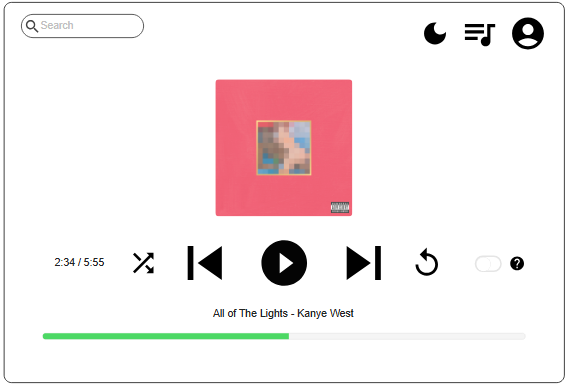 Search
2:34 / 5:55
?
All of The Lights - Kanye West